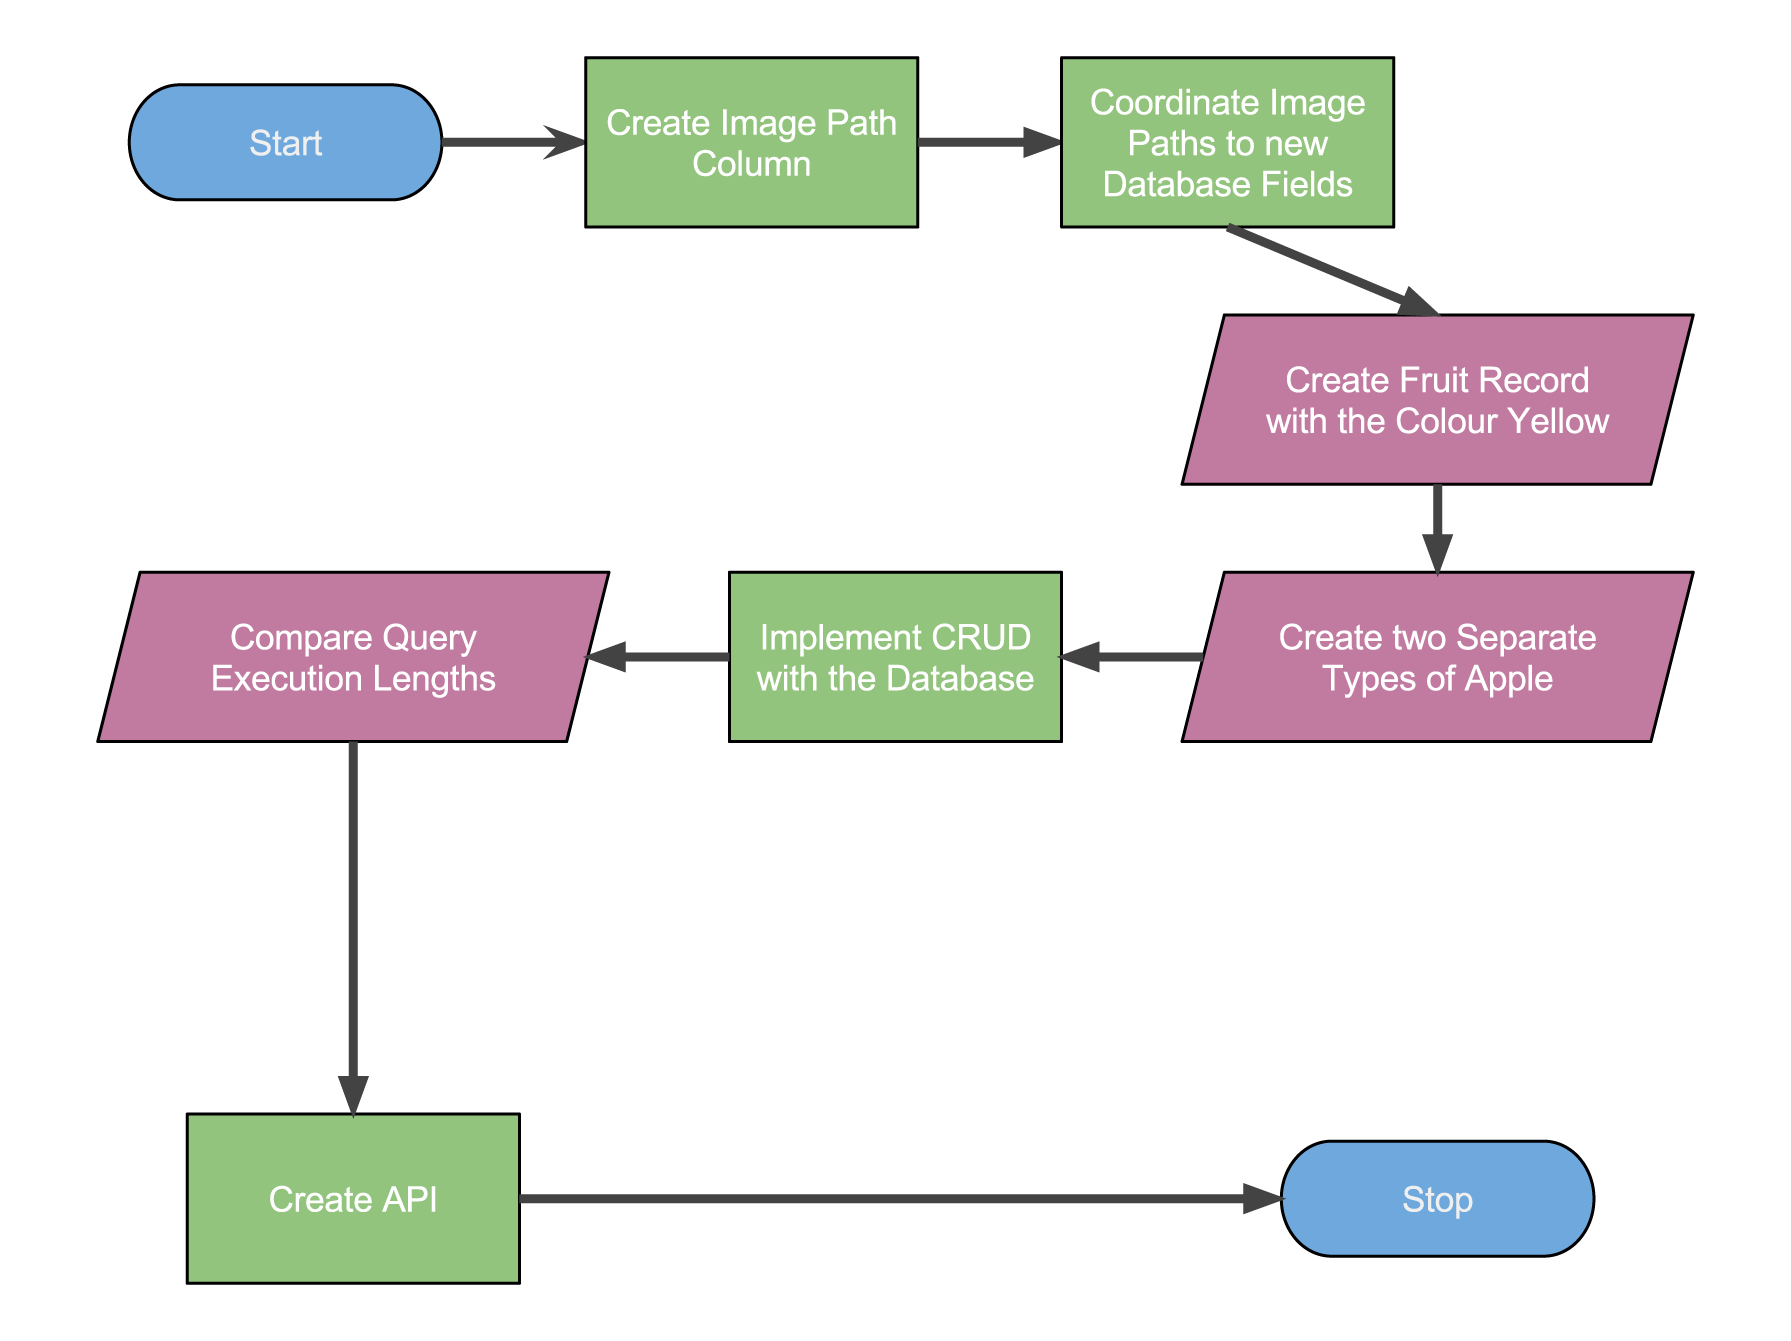 Start
Create Image Path
Column
Coordinate Image
Paths to new
Database Fields
Create Fruit Record
with the Colour Yellow
Create two Separate
Types of Apple
Implement CRUD
with the Database
Compare Query
Execution Lengths
Create API
Stop